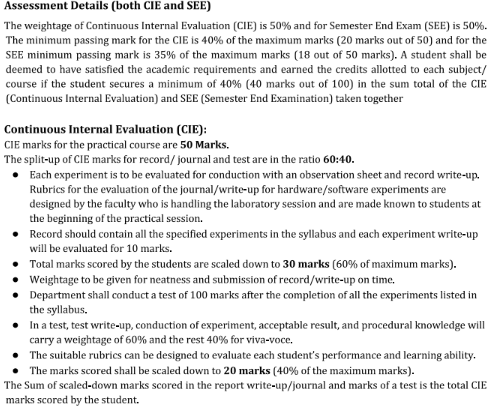 Assessment Details (both CIE and SEE)
The weightage of Continuous Internal Evaluation (CIE) is 50% and for Semester End Exam (SEE) is 50%.
The minimum passing mark for the CIE is 40% of the maximum marks (20 marks out of 50) and for the
SEE minimum passing mark is 35% of the maximum marks (18 out of 50 marks). A student shall be
deemed to have satisfied the academic requirements and earned the credits allotted to each subject/
course if the student secures a minimum of 40% (40 marks out of 100) in the sum total of the CIE
(Continuous Internal Evaluation) and SEE (Semester End Examination) taken together
Continuous Internal Evaluation (CIE):
CIE marks for the practical course are 50 Marks.
The split-up of CIE marks for record/ journal and test are in the ratio 60:40.
• Each experiment is to be evaluated for conduction with an observation sheet and record write-up.
Rubrics for the evaluation of the journal/write-up for hardware/software experiments are
designed by the faculty who is handling the laboratory session and are made known to students at
the beginning of the practical session.
• Record should contain all the specified experiments in the syllabus and each experiment write-up
will be evaluated for 10 marks.
• Total marks scored by the students are scaled down to 30 marks (60% of maximum marks).
• Weightage to be given for neatness and submission of record/write-up on time.
• Department shall conduct a test of 100 marks after the completion of all the experiments listed in
the syllabus.
• In a test, test write-up, conduction of experiment, acceptable result, and procedural knowledge will
carry a weightage of 60% and the rest 40% for viva-voce.
• The suitable rubrics can be designed to evaluate each student's performance and learning ability.
• The marks scored shall be scaled down to 20 marks (40% of the maximum marks).
The Sum of scaled-down marks scored in the report write-up/journal and marks of a test is the total CIE
marks scored by the student.